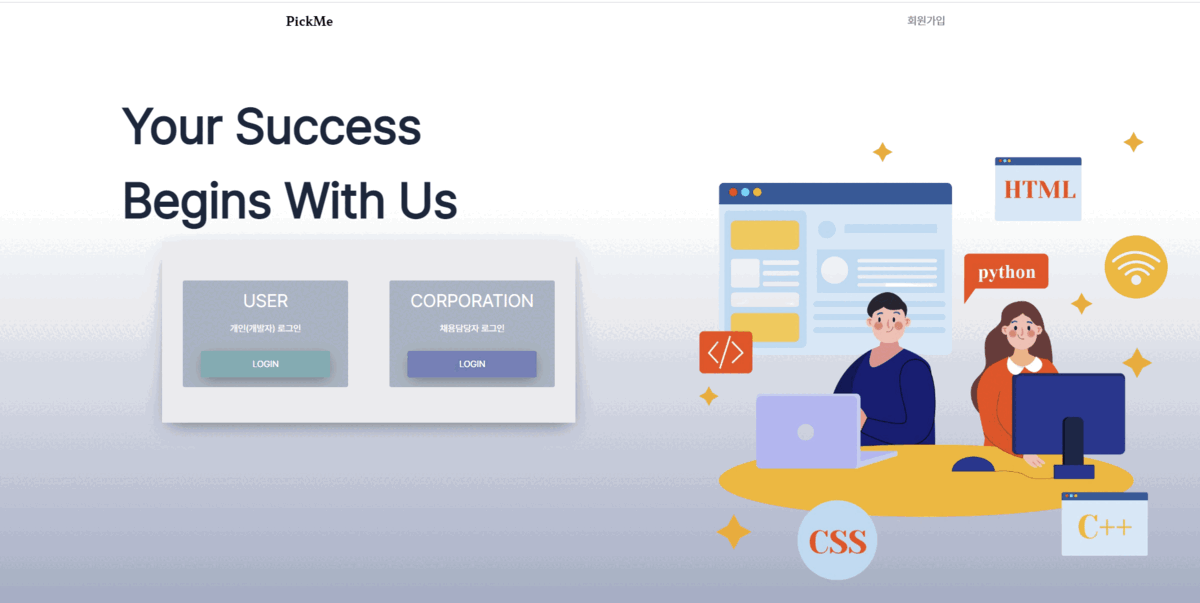 PickMe
회원가입
Your Success
Begins With Us
USER
개인(개발자) 로그인
LOGIN
CORPORATION
채용담당자 로그인
LOGIN
HTML
python
</>
C++
CSS